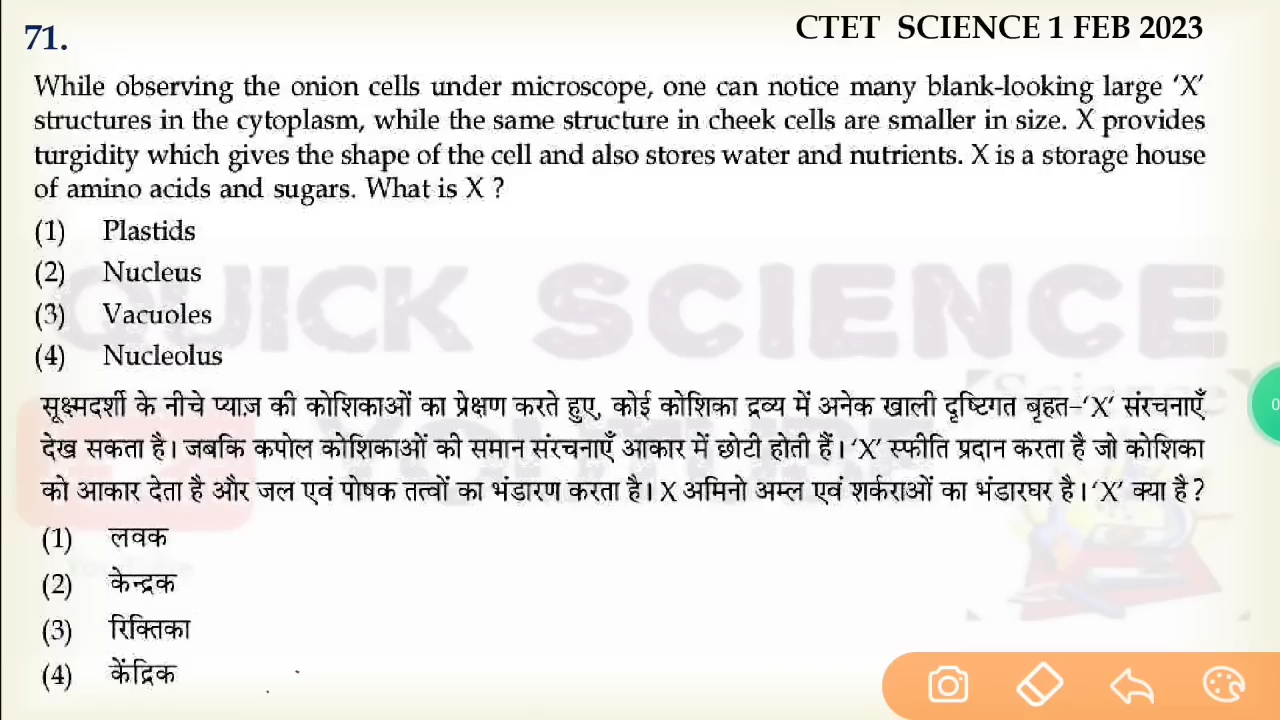 71.
CTET SCIENCE 1 FEB 2023
While observing the onion cells under microscope, one can notice many blank-looking large ‘X’
structures in the cytoplasm, while the same structure in cheek cells are smaller in size. X provides
turgidity which gives the shape of the cell and also stores water and nutrients. X is a storage house
of amino acids and sugars. What is X ?
(1) Plastids
(2) Nucleus
(3) Vacuoles
(4) Nucleolus
QUICK SCIENCE
सूक्ष्मदर्शी के नीचे प्याज़ की कोशिकाओं का प्रेक्षण करते हुए, कोई कोशिका द्रव्य में अनेक खाली दृष्टिगत बृहत–‘X’ संरचनाएँ
देख सकता है। जबकि कपोल कोशिकाओं की समान संरचनाएँ आकार में छोटी होती हैं। ‘X’ स्फीति प्रदान करता है जो कोशिका
को आकार देता है और जल एवं पोषक तत्वों का भंडारण करता है। X अमिनो अम्ल एवं शर्कराओं का भंडारघर है। ‘X’ क्या है ?
(1) लवक
(2) केन्द्रक
(3) रिक्तिका
(4) केंद्रिक